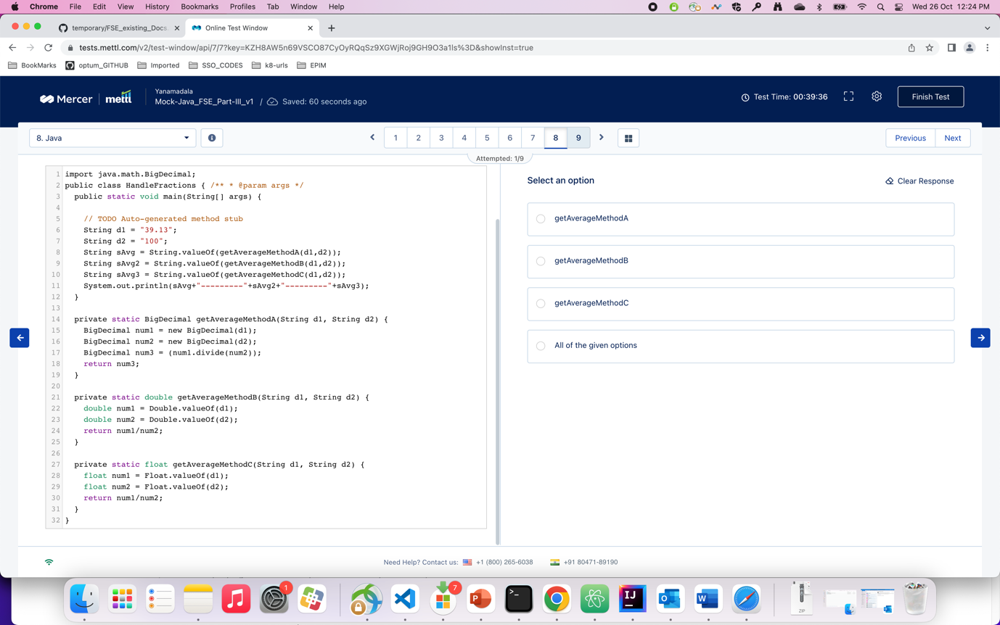 Chrome File Edit View History Bookmarks Profiles Tab Window Help Wed 26 Oct 12:24 PM
temporary/FSE_existing_Docs. Online Test Window
tests.mettl.com/v2/test-window/api/7/7?key=KZH8AW5n69VSCO87CyOyRQqSz9XGWjRoj9GH9O3a1ls%3D&showInst=true
BookMarks optum_GITHUB Imported SSO_CODES k8-urls EPIM
Mercer mettl
Yanamadala
Mock-Java_FSE_Part-III_v1 / Saved: 60 seconds ago
Test Time: 00:39:36
Finish Test
8. Java
1 2 3 4 5 6 7 8 9
Previous Next
Attempted: 1/9
1 import java.math.BigDecimal;
2 public class HandleFractions { /** * @param args */
3 public static void main(String[] args) {
4
5 // TODO Auto-generated method stub
6 String d1 = "39.13";
7 String d2 = "100";
8 String sAvg = String.valueOf(getAverageMethodA(d1,d2));
9 String sAvg2 = String.valueOf(getAverageMethodB(d1,d2));
10 String sAvg3 = String.valueOf(getAverageMethodC(d1,d2));
11 System.out.println(sAvg+"---------"+sAvg2+"---------"+sAvg3);
12 }
13
14 private static BigDecimal getAverageMethodA(String d1, String d2) {
15 BigDecimal num1 = new BigDecimal(d1);
16 BigDecimal num2 = new BigDecimal(d2);
17 BigDecimal num3 = (num1.divide(num2));
18 return num3;
19 }
20
21 private static double getAverageMethodB(String d1, String d2) {
22 double num1 = Double.valueOf(d1);
23 double num2 = Double.valueOf(d2);
24 return num1/num2;
25 }
26
27 private static float getAverageMethodC(String d1, String d2) {
28 float num1 = Float.valueOf(d1);
29 float num2 = Float.valueOf(d2);
30 return num1/num2;
31 }
32 }
Select an option
Clear Response
getAverageMethodA
getAverageMethodB
getAverageMethodC
All of the given options
Need Help? Contact us: +1 (800) 265-6038 +91 80471-89190
1
7
P
>_
IJ
O
W
ZIP